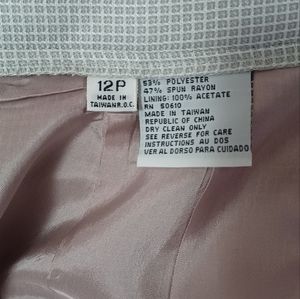 12P
MADE IN
TAIWAN R.O.C.
53% POLYESTER
47% SPUN RAYON
LINING: 100% ACETATE
RN 50610
MADE IN TAIWAN
REPUBLIC OF CHINA
DRY CLEAN ONLY
SEE REVERSE FOR CARE
INSTRUCTIONS AU DOS
VER AL DORSO PARA CUIDADO